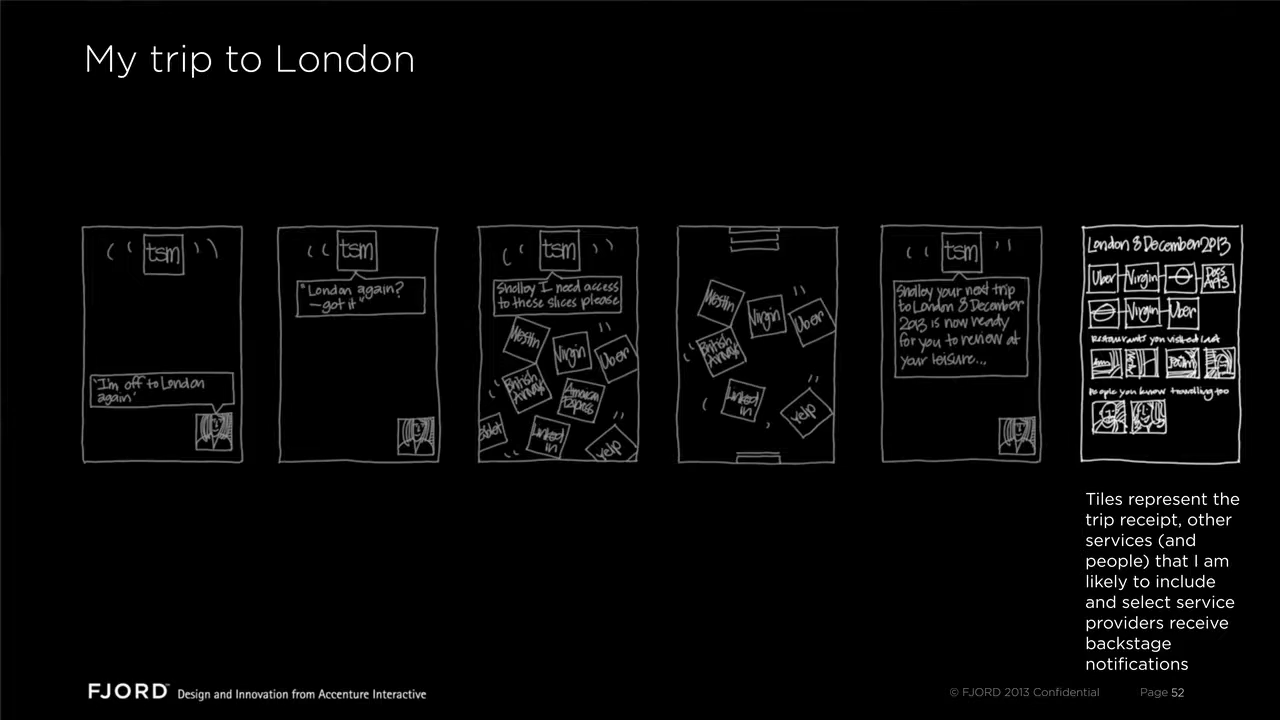 My trip to London
tsm
"I'm off to London
again"
tsm
"London again?
—got it"
tsm
Shelley I need access
to these slices please
Westin
Virgin
Uber
British
Airways
American
Express
Linked
in
Yelp
Westin
Virgin
Uber
British
Airways
Linked
in
Yelp
tsm
Shelley your next trip
to London 8 December
2013 is now ready
for you to review at
your leisure...
London 8 December 2013
Uber Virgin
Virgin Uber
Restaurants you visited last
People you know travelling too
Tiles represent the
trip receipt, other
services (and
people) that I am
likely to include
and select service
providers receive
backstage
notifications
FJORD™ Design and Innovation from Accenture Interactive
© FJORD 2013 Confidential Page 52